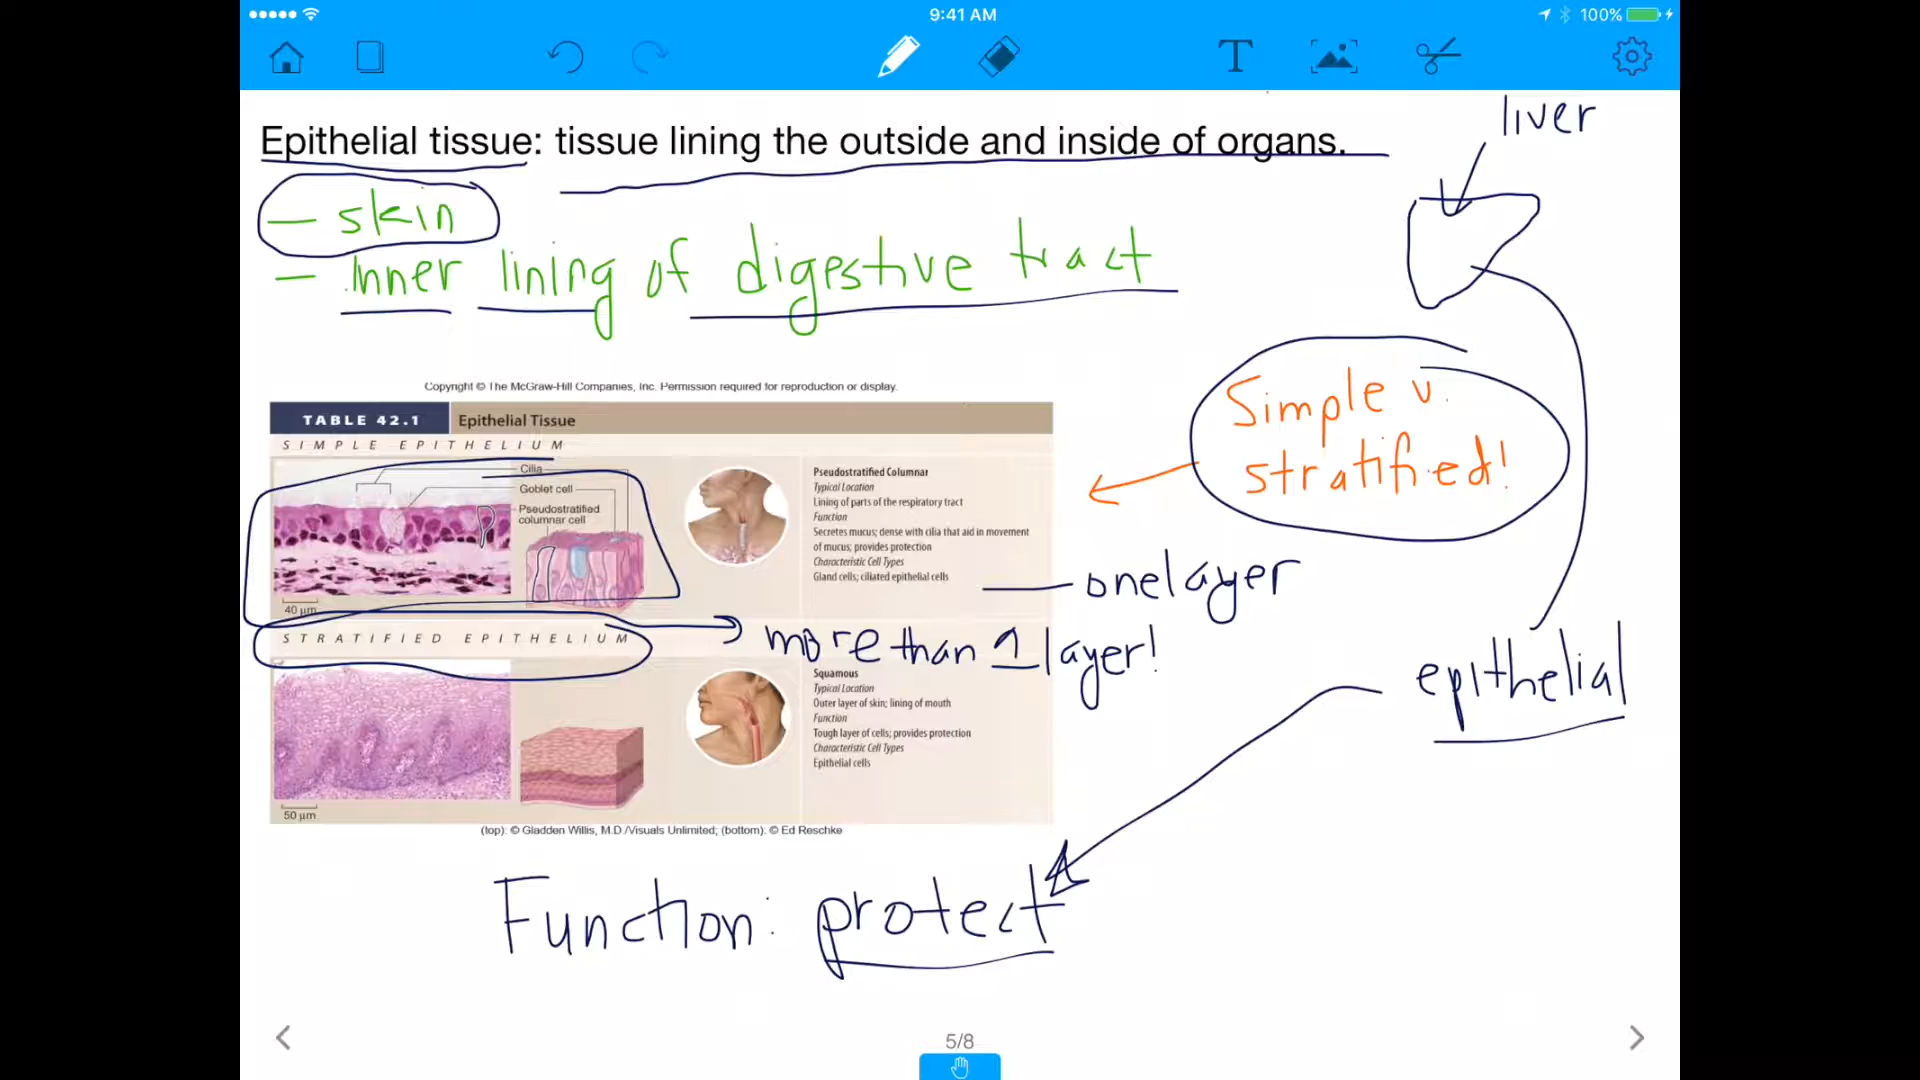 9:41 AM
100%
T
liver
Epithelial tissue: tissue lining the outside and inside of organs.
— skin
— inner lining of digestive tract
Copyright © The McGraw-Hill Companies, Inc. Permission required for reproduction or display.
TABLE 42.1 Epithelial Tissue
SIMPLE EPITHELIUM
Simple v.
stratified!
Cilia
Goblet cell
Pseudostratified
columnar cell
40 µm
Pseudostratified Columnar
Typical Location
Lining of parts of the respiratory tract
Function
Secretes mucus; dense with cilia that aid in movement
of mucus; provides protection
Characteristic Cell Types
Gland cells; ciliated epithelial cells
one layer
STRATIFIED EPITHELIUM
more than 1 layer!
epithelial
50 µm
Squamous
Typical Location
Outer layer of skin; lining of mouth
Function
Tough layer of cells; provides protection
Characteristic Cell Types
Epithelial cells
(top): © Gladden Willis, M.D./Visuals Unlimited; (bottom): © Ed Reschke
Function: protect
5/8